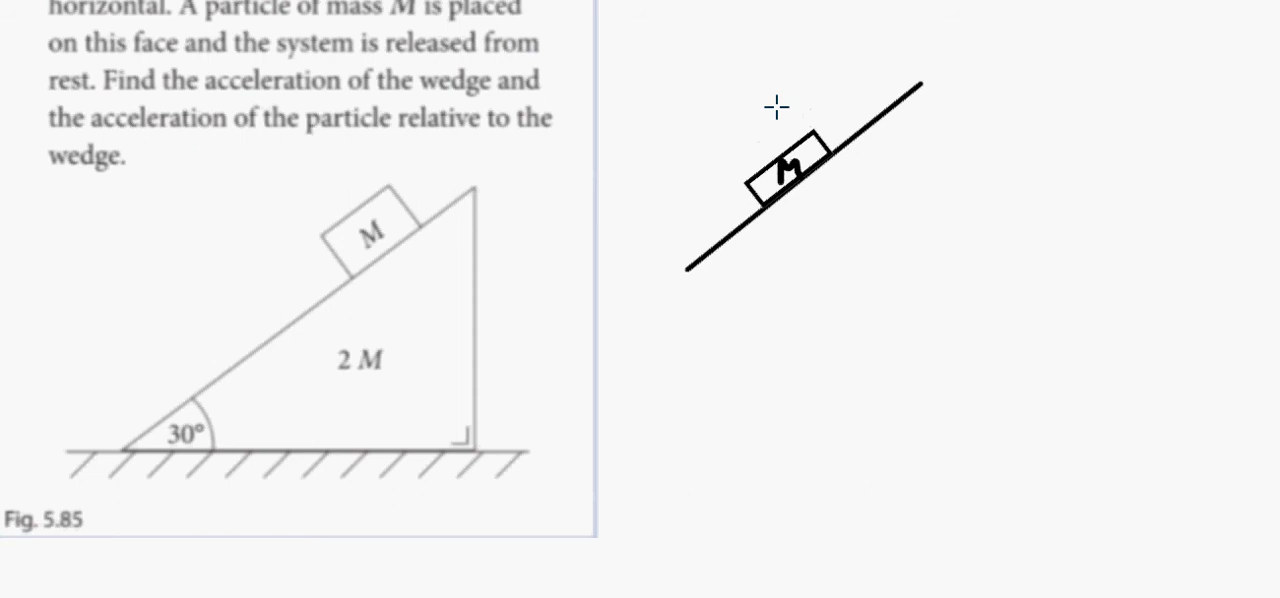 horizontal. A particle of mass M is placed
on this face and the system is released from
rest. Find the acceleration of the wedge and
the acceleration of the particle relative to the
wedge.
M
M
2 M
30°
Fig. 5.85